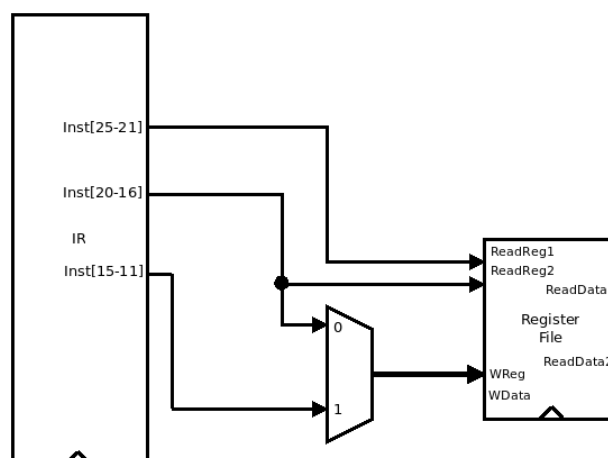 Inst[25-21]
Inst[20-16]
IR
Inst[15-11]
0
1
ReadReg1
ReadReg2
ReadData
Register
File
ReadData2
WReg
WData